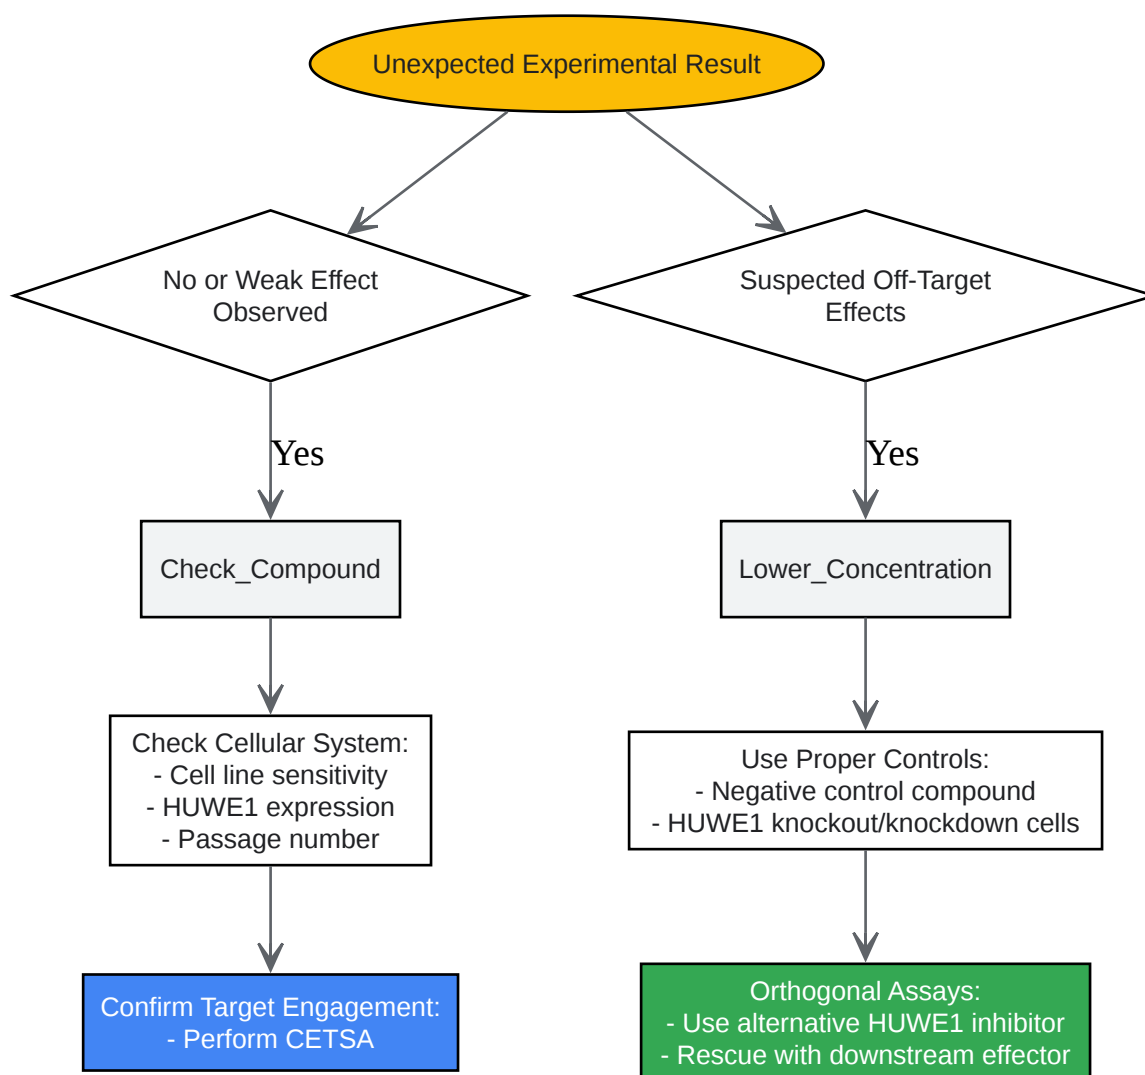 Unexpected Experimental Result
No or Weak Effect
Observed
Suspected Off-Target
Effects
Yes
Yes
Check_Compound
Lower_Concentration
Check Cellular System:
- Cell line sensitivity
- HUWE1 expression
- Passage number
Use Proper Controls:
- Negative control compound
- HUWE1 knockout/knockdown cells
Confirm Target Engagement:
- Perform CETSA
Orthogonal Assays:
- Use alternative HUWE1 inhibitor
- Rescue with downstream effector